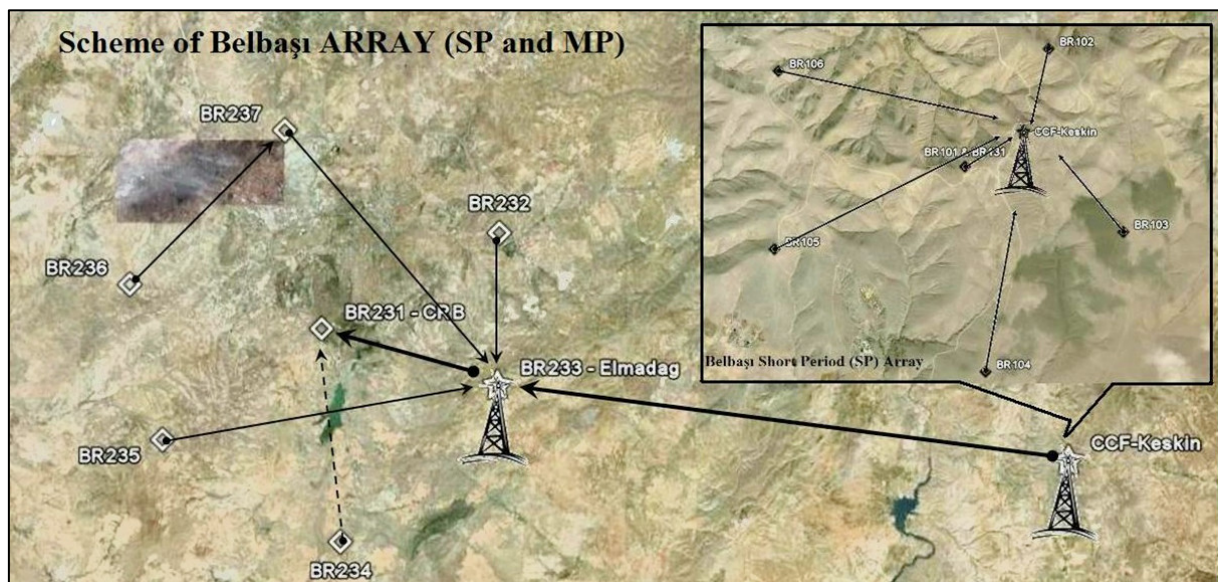 Scheme of Belbaşı ARRAY (SP and MP)
BR237
BR232
BR236
BR231 - CRB
BR233 - Elmadag
BR235
BR234
CCF-Keskin
BR102
BR106
CCF-Keskin
BR101 & BR131
BR103
BR105
BR104
Belbaşı Short Period (SP) Array